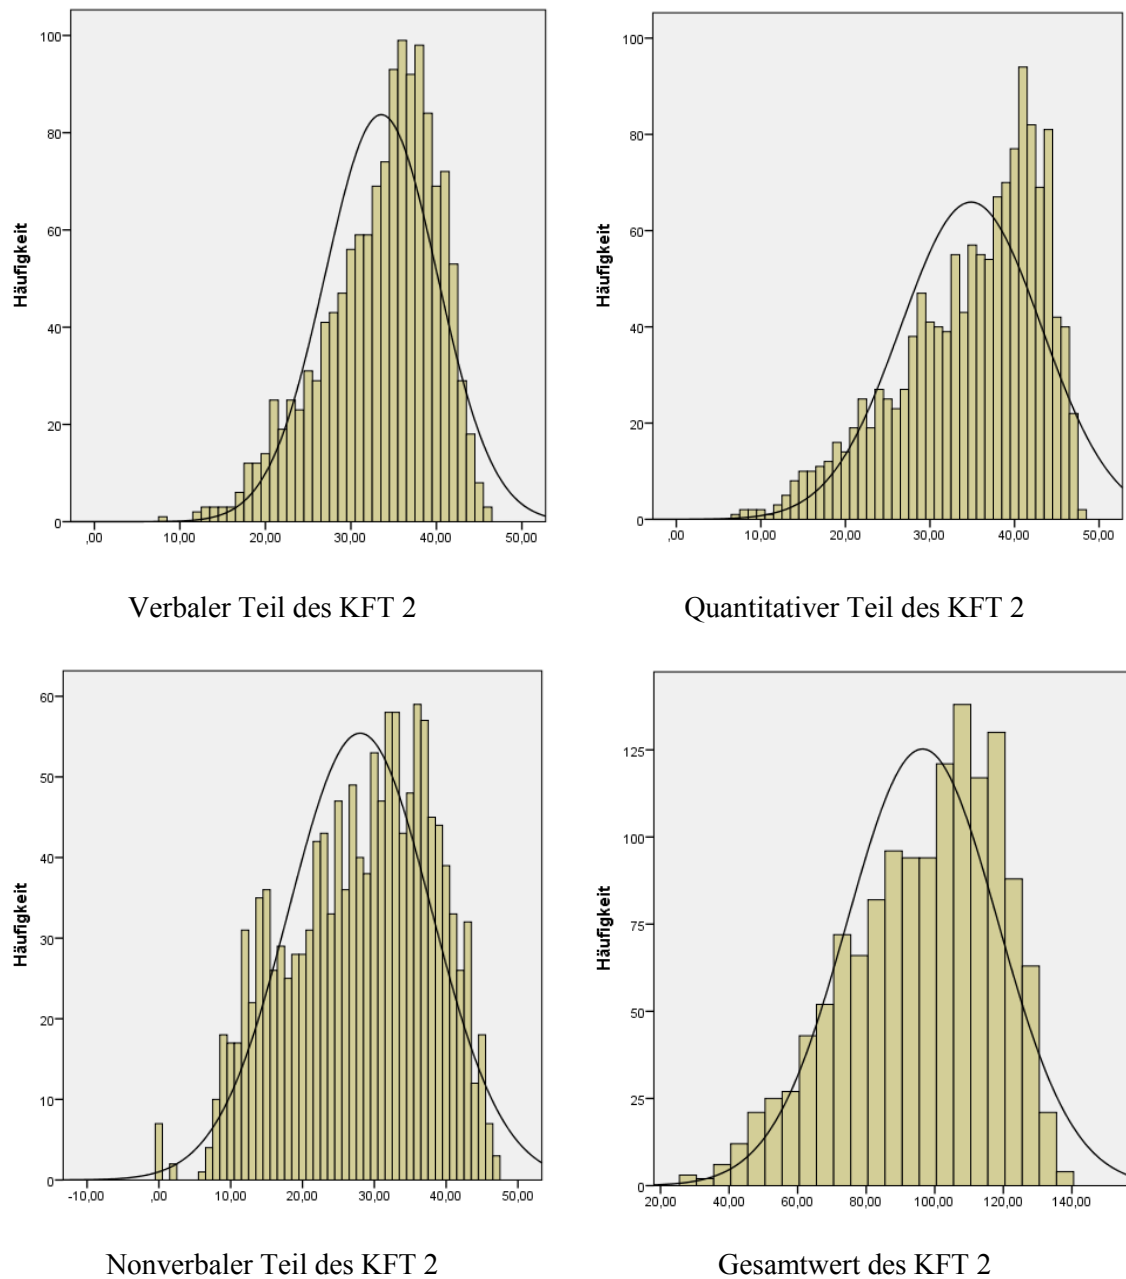 Häufigkeit
100
80
60
40
20
0
,00 10,00 20,00 30,00 40,00 50,00
Verbaler Teil des KFT 2
Häufigkeit
100
80
60
40
20
0
,00 10,00 20,00 30,00 40,00 50,00
Quantitativer Teil des KFT 2
Häufigkeit
60
50
40
30
20
10
0
-10,00 ,00 10,00 20,00 30,00 40,00 50,00
Nonverbaler Teil des KFT 2
Häufigkeit
125
100
75
50
25
0
20,00 40,00 60,00 80,00 100,00 120,00 140,00
Gesamtwert des KFT 2